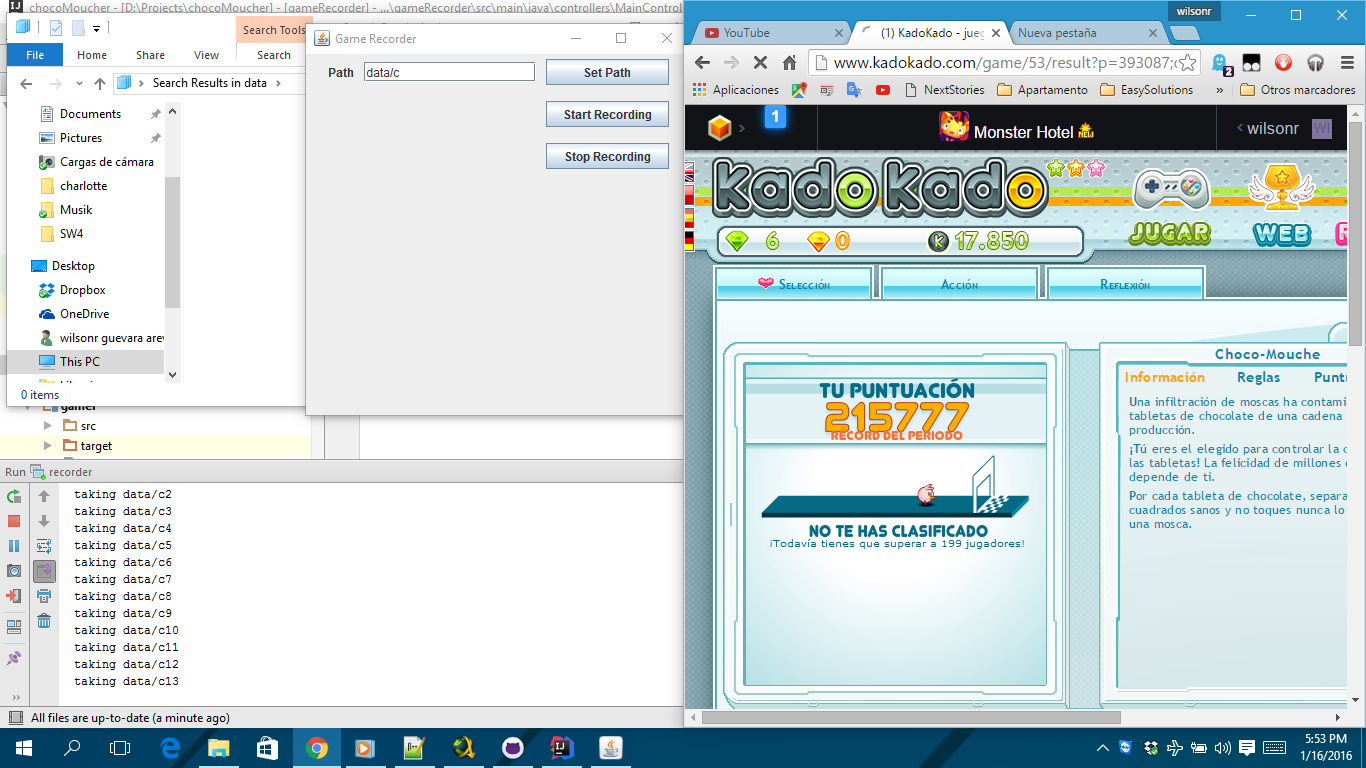 chocoMoucher - [D:\Projects\chocoMoucher] - [gameRecorder] - ...\gameRecorder\src\main\java\controllers\MainControl
Search Tools
File
Home
Share
View
Search
Search Results in data
Documents
Pictures
Cargas de cámara
charlotte
Musik
SW4
Desktop
Dropbox
OneDrive
wilsonr guevara arev
This PC
0 items
Game Recorder
Path
data/c
Set Path
Start Recording
Stop Recording
gamer
src
target
Run
recorder
taking data/c2
taking data/c3
taking data/c4
taking data/c5
taking data/c6
taking data/c7
taking data/c8
taking data/c9
taking data/c10
taking data/c11
taking data/c12
taking data/c13
All files are up-to-date (a minute ago)
wilsonr
YouTube
(1) KadoKado - jueg
Nueva pestaña
www.kadokado.com/game/53/result?p=393087;
2
Aplicaciones
NextStories
Apartamento
EasySolutions
»
Otros marcadores
1
Monster Hotel NEW
wilsonr
WI
kadokado
JUGAR
WEB
6
0
K 17.850
Selección
Acción
Reflexión
TU PUNTUACIÓN
215777
RECORD DEL PERIODO
NO TE HAS CLASIFICADO
¡Todavía tienes que superar a 199 jugadores!
Choco-Mouche
Información
Reglas
Puntu
Una infiltración de moscas ha contami
tabletas de chocolate de una cadena
producción.
¡Tú eres el elegido para controlar la c
las tabletas! La felicidad de millones d
depende de ti.
Por cada tableta de chocolate, separa
cuadrados sanos y no toques nunca lo
una mosca.
5:53 PM
1/16/2016